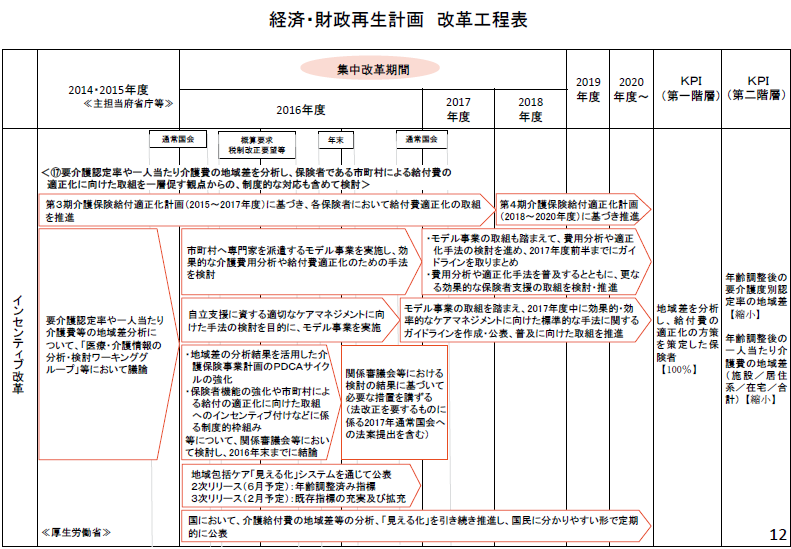 経済・財政再生計画 改革工程表
2014・2015年度
≪主担当府省庁等≫
集中改革期間
2016年度
2017
年度
2018
年度
2019
年度
2020
年度～
KPI
（第一階層）
KPI
（第二階層）
通常国会
概算要求
税制改正要望等
年末
通常国会
インセンティブ改革
＜⑰要介護認定率や一人当たり介護費の地域差を分析し、保険者である市町村による給付費の
適正化に向けた取組を一層促す観点からの、制度的な対応も含めて検討＞
第３期介護保険給付適正化計画（2015～2017年度）に基づき、各保険者において給付費適正化の取組
を推進
第４期介護保険給付適正化計画
（2018～2020年度）に基づき推進
要介護認定率や一人当たり
介護費等の地域差分析に
ついて、「医療・介護情報の
分析・検討ワーキンググ
ループ」等において議論
市町村へ専門家を派遣するモデル事業を実施し、効果
的な介護費用分析や給付費適正化のための手法
を検討
・モデル事業の取組も踏まえて、費用分析や適正
化手法の検討を進め、2017年度前半までにガイ
ドラインを取りまとめ
・費用分析や適正化手法を普及するとともに、更な
る効果的な保険者支援の取組を検討・推進
自立支援に資する適切なケアマネジメントに向
けた手法の検討を目的に、モデル事業を実施
モデル事業の取組を踏まえ、2017年度中に効果的・効
率的なケアマネジメントに向けた標準的な手法に関する
ガイドラインを作成・公表、普及に向けた取組を推進
・地域差の分析結果を活用した介
護保険事業計画のPDCAサイク
ルの強化
・保険者機能の強化や市町村によ
る給付の適正化に向けた取組
へのインセンティブ付けなどに係
る制度的枠組み
等について、関係審議会等におい
て検討し、2016年末までに結論
関係審議会等における
検討の結果に基づいて
必要な措置を講ずる
（法改正を要するものに
係る2017年通常国会へ
の法案提出を含む）
地域包括ケア「見える化」システムを通じて公表
２次リリース（６月予定）：年齢調整済み指標
３次リリース（２月予定）：既存指標の充実及び拡充
国において、介護給付費の地域差等の分析、「見える化」を引き続き推進し、国民に分かりやすい形で定期
的に公表
地域差を分析
し、給付費の
適正化の方策
を策定した保
険者
【100％】
年齢調整後の
要介護度別認
定率の地域差
【縮小】
年齢調整後の
一人当たり介
護費の地域差
（施設／居住
系／在宅／合
計）【縮小】
≪厚生労働省≫
12